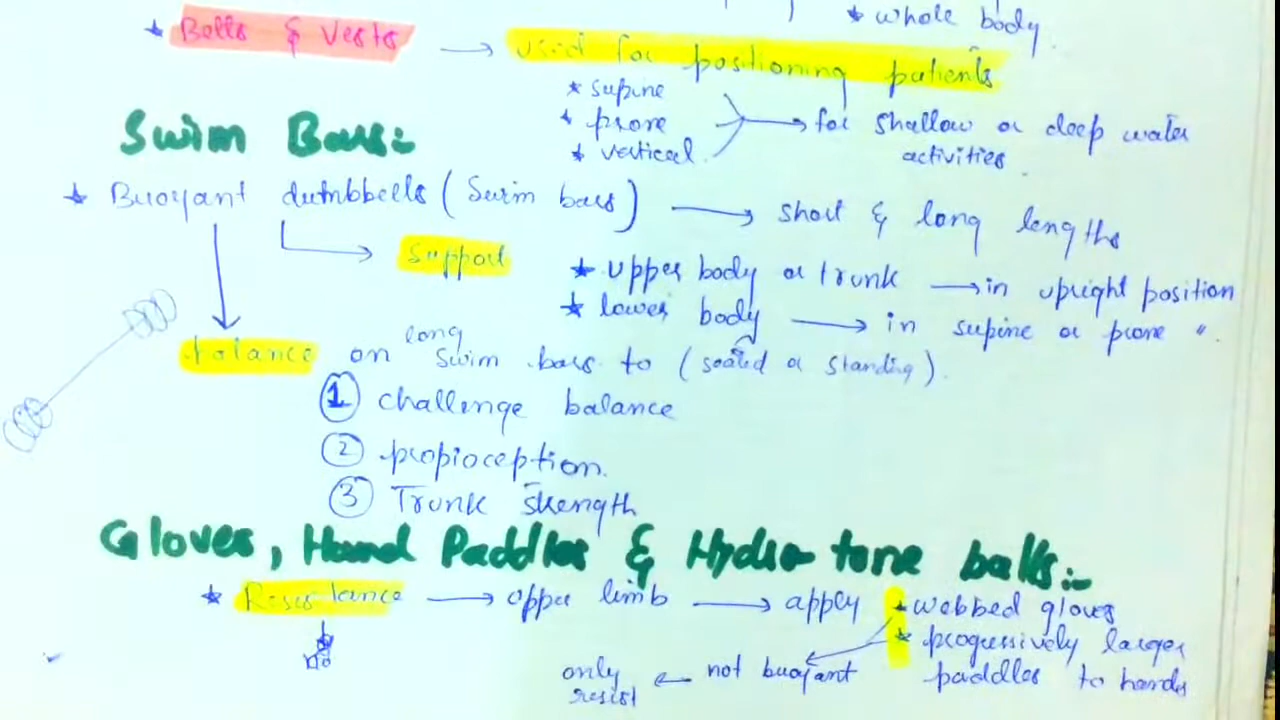 * whole body.
* Belts & vests → used for positioning patients
* supine
* prone → for shallow or deep water
* vertical activities.
Swim Bars:-
* Buoyant dumbbells (Swim bars) → short & long lengths
Support * upper body or trunk → in upright position
* lower body → in supine or prone "
balance on long swim bars to (seated or standing).
① challenge balance
② propioception.
③ Trunk strength
Gloves, Hand Paddles & Hydro tone balls:-
* Resistance → upper limb → apply * webbed gloves
* progressively larger
only ← not buoyant paddles to hands
resist